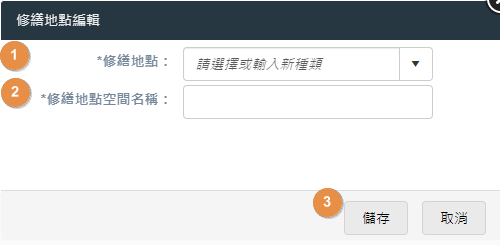 修繕地點編輯
1 *修繕地點： 請選擇或輸入新種類
2 *修繕地點空間名稱：
3 儲存 取消